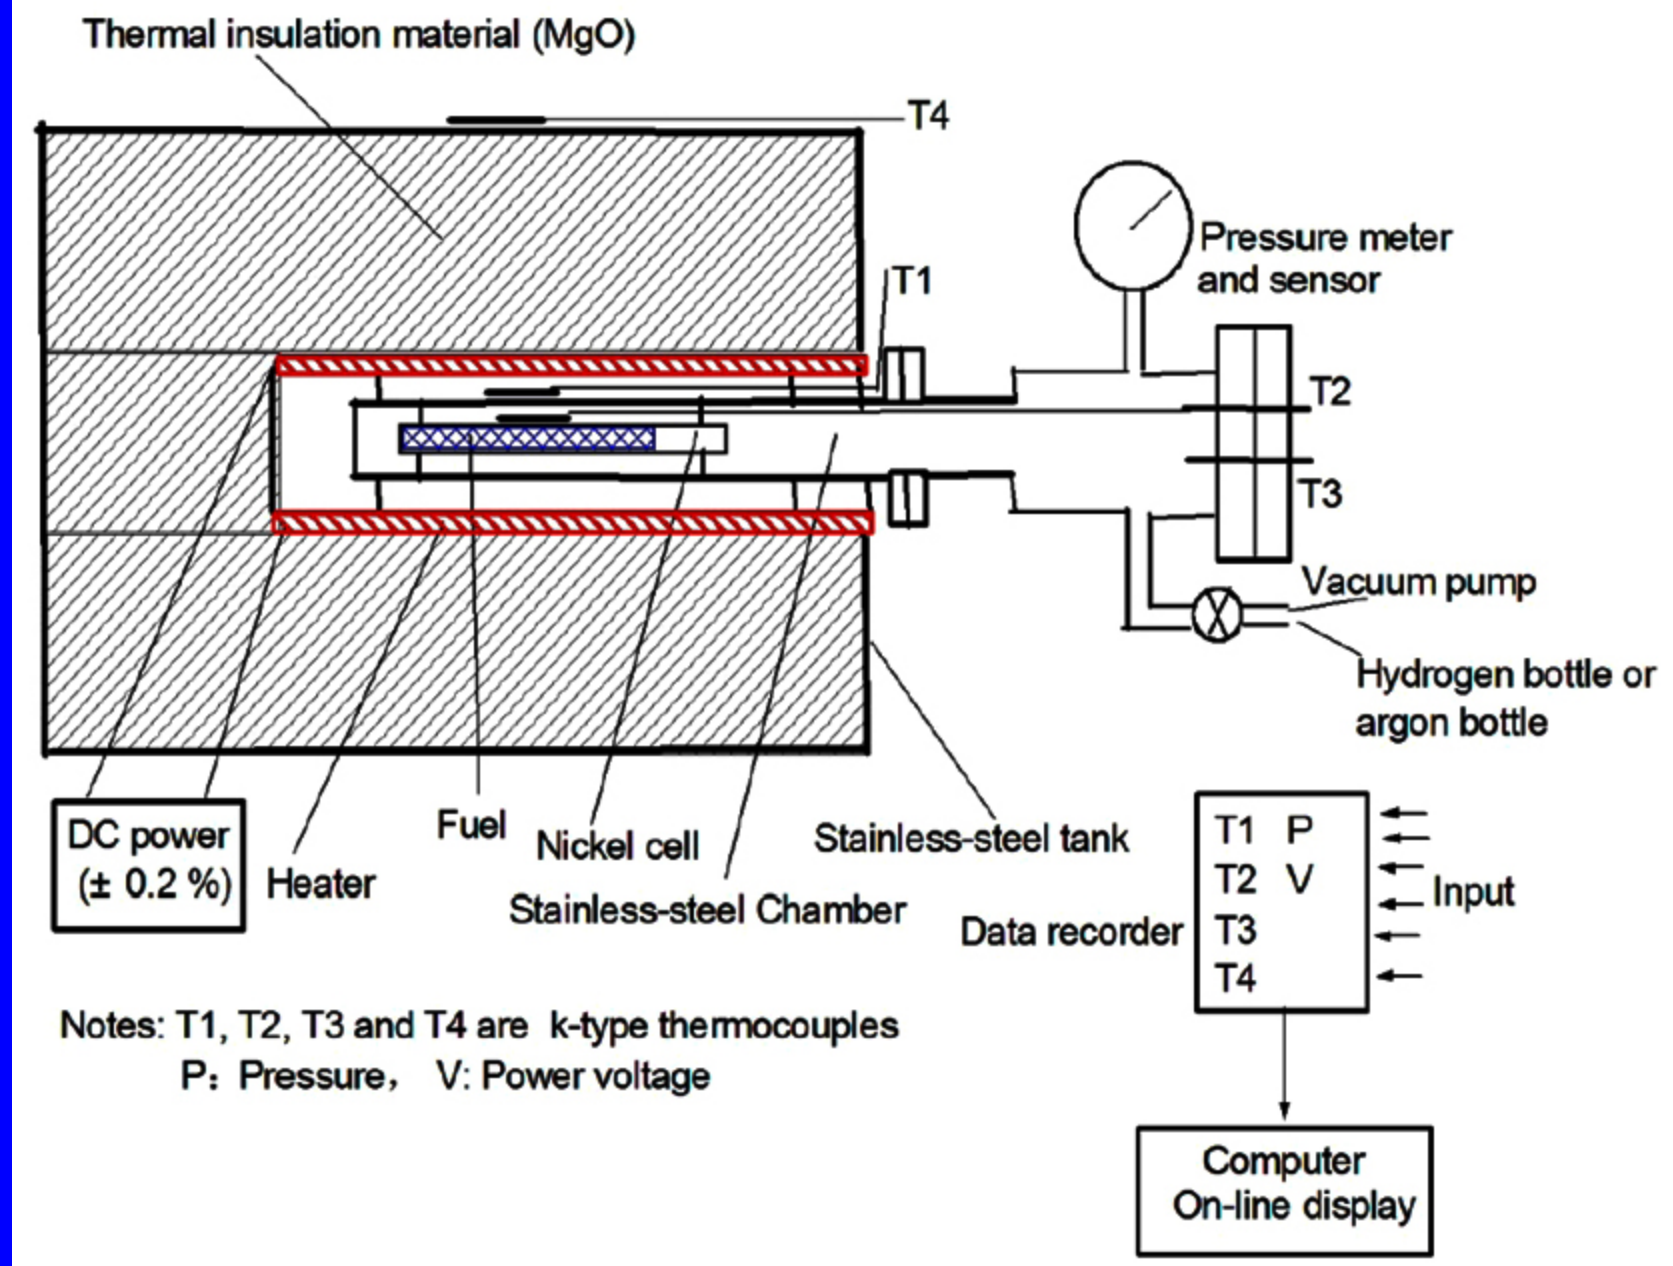 Thermal insulation material (MgO)
T4
T1
Pressure meter
and sensor
T2
T3
Vacuum pump
Hydrogen bottle or
argon bottle
DC power
(± 0.2 %)
Heater
Fuel
Nickel cell
Stainless-steel Chamber
Stainless-steel tank
Data recorder
T1 P
T2 V
T3
T4
Input
Notes: T1, T2, T3 and T4 are k-type thermocouples
P: Pressure, V: Power voltage
Computer
On-line display